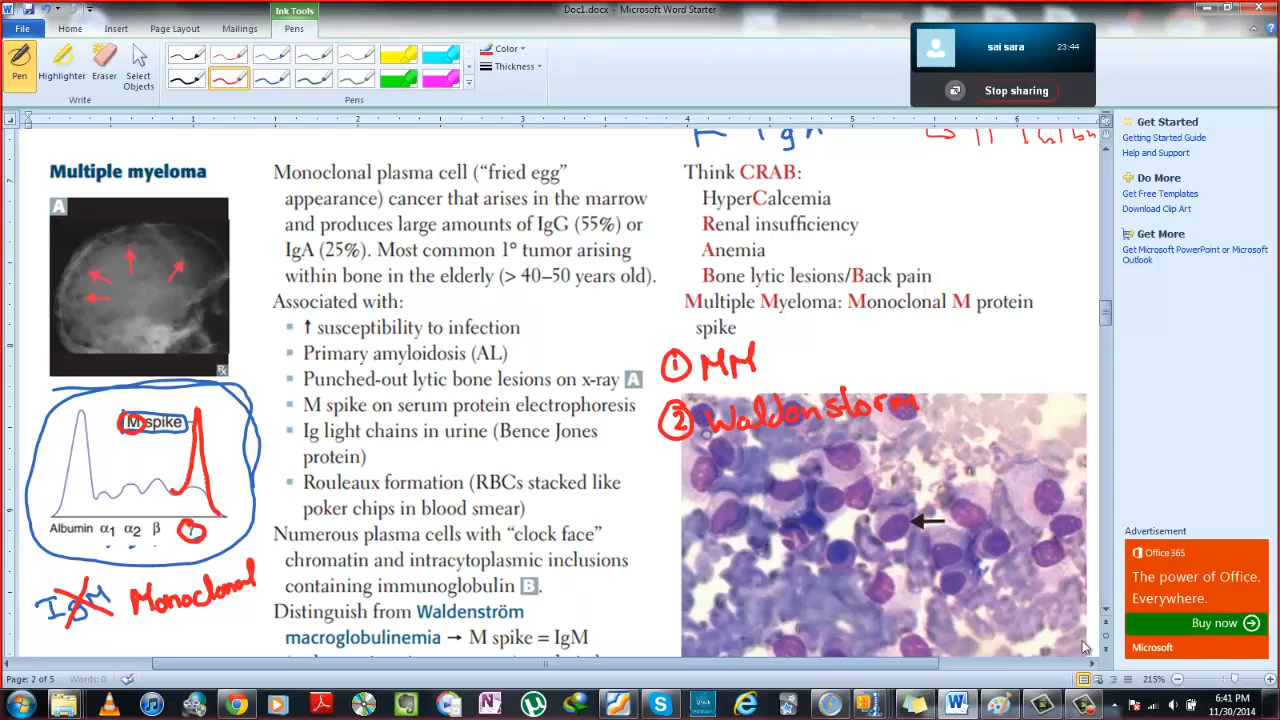 Doc1.docx - Microsoft Word Starter
Ink Tools
File
Home
Insert
Page Layout
Mailings
Pens
Pen
Highlighter
Eraser
Select
Objects
Write
Color
Thickness
Pens
sai sara
23:44
Stop sharing
1
4
5
6
Multiple myeloma
A
Rx
M spike
Albumin α1 α2 β γ
IgM Monoclonal
Monoclonal plasma cell (“fried egg”
appearance) cancer that arises in the marrow
and produces large amounts of IgG (55%) or
IgA (25%). Most common 1° tumor arising
within bone in the elderly (> 40–50 years old).
Associated with:
▪ ↑ susceptibility to infection
▪ Primary amyloidosis (AL)
▪ Punched-out lytic bone lesions on x-ray A
▪ M spike on serum protein electrophoresis
▪ Ig light chains in urine (Bence Jones
protein)
▪ Rouleaux formation (RBCs stacked like
poker chips in blood smear)
Numerous plasma cells with “clock face”
chromatin and intracytoplasmic inclusions
containing immunoglobulin B.
Distinguish from Waldenström
macroglobulinemia → M spike = IgM
Think CRAB:
HyperCalcemia
Renal insufficiency
Anemia
Bone lytic lesions/Back pain
Multiple Myeloma: Monoclonal M protein
spike
① MM
② Waldenstorm
Get Started
Getting Started Guide
Help and Support
Do More
Get Free Templates
Download Clip Art
Get More
Get Microsoft PowerPoint or Microsoft
Outlook
Advertisement
Office 365
The power of Office.
Everywhere.
Buy now
Microsoft
Page: 2 of 5
Words: 0
215%
6:41 PM
11/30/2014